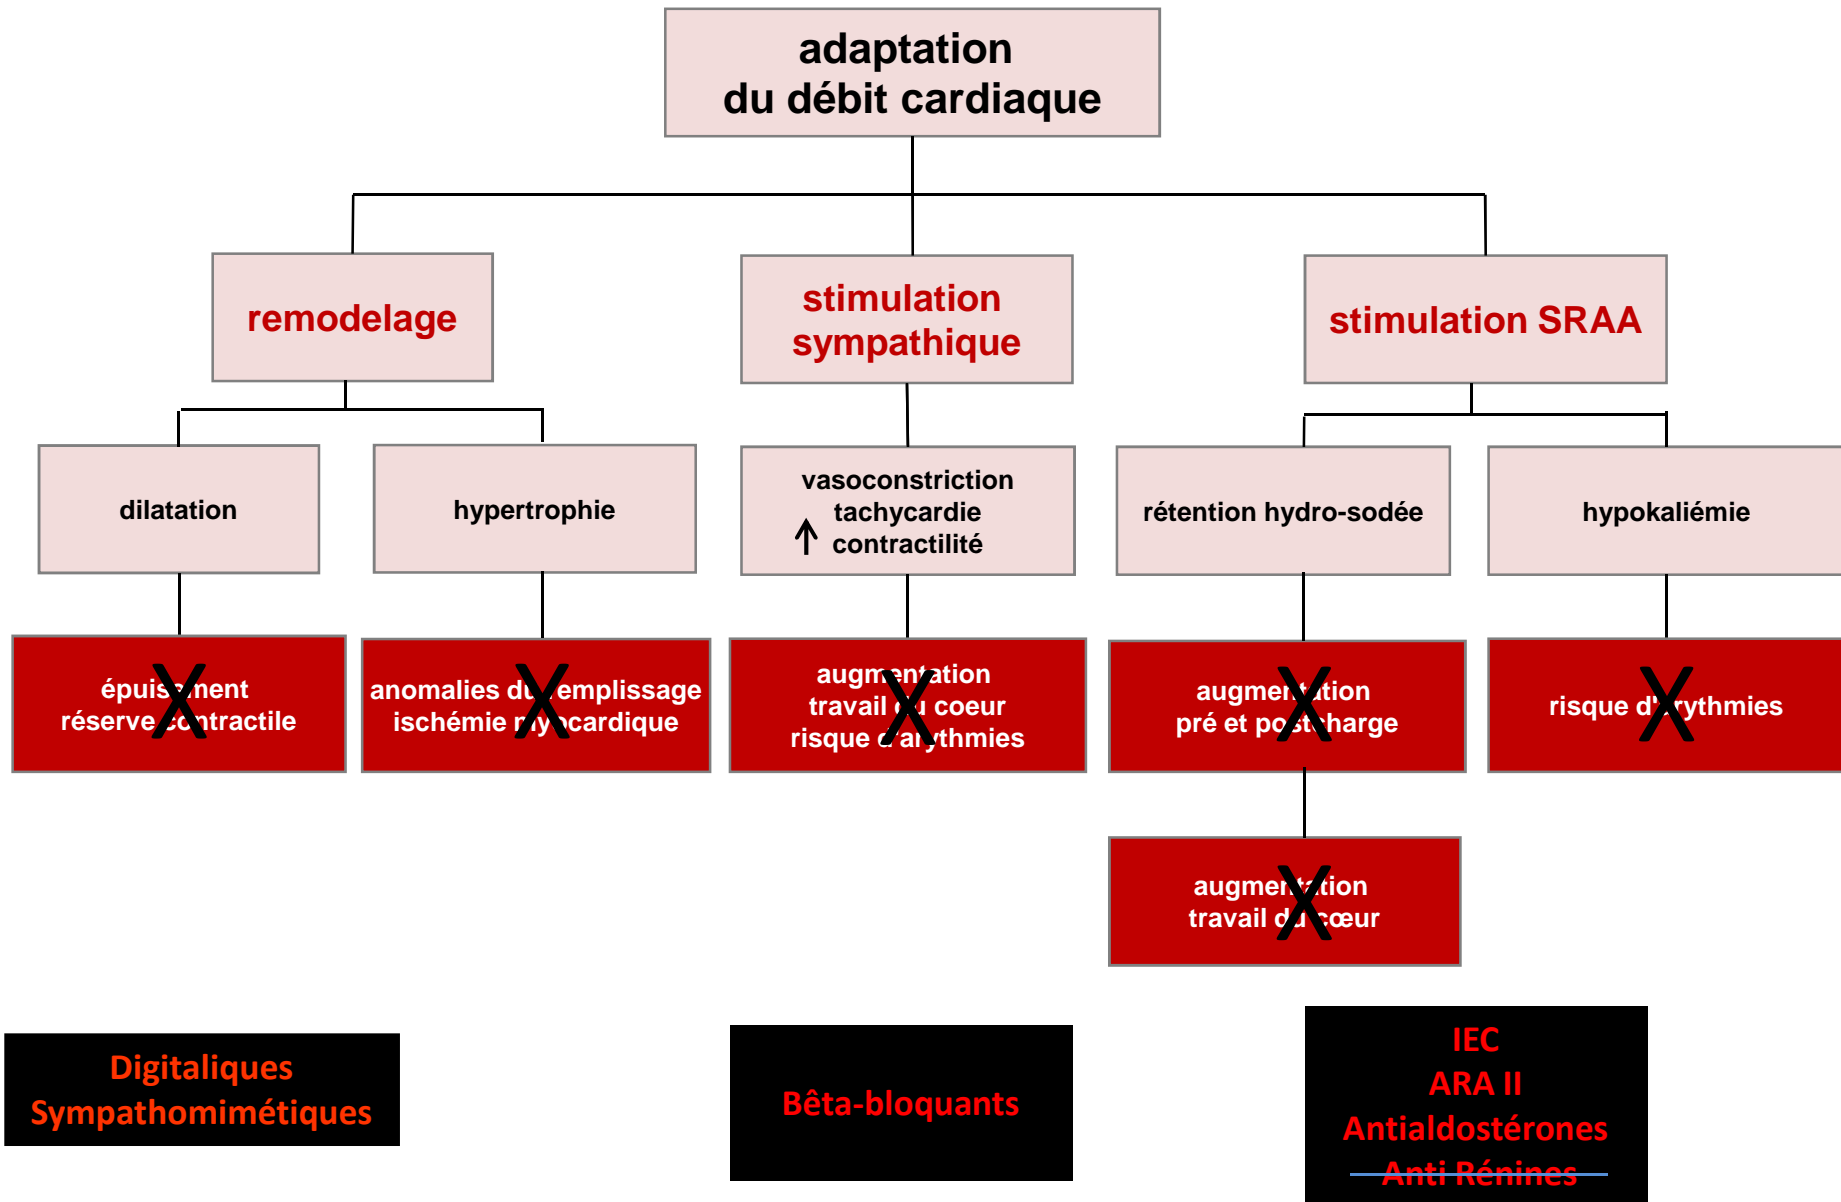 adaptation
du débit cardiaque
remodelage
stimulation
sympathique
stimulation SRAA
dilatation
hypertrophie
vasoconstriction
tachycardie
↑ contractilité
rétention hydro-sodée
hypokaliémie
épuisement
réserve contractile
anomalies du remplissage
ischémie myocardique
augmentation
travail du coeur
risque d'arythmies
augmentation
pré et postcharge
risque d'arythmies
augmentation
travail du cœur
Digitaliques
Sympathomimétiques
Bêta-bloquants
IEC
ARA II
Antialdostérones
Anti Rénines